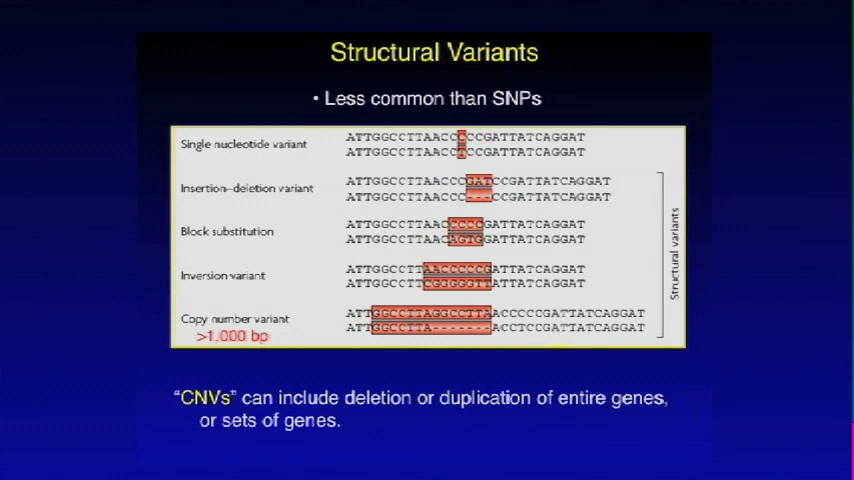 Structural Variants
• Less common than SNPs
Single nucleotide variant
ATTGGCCTTAACCCCCGATTATCAGGAT
ATTGGCCTTAACCTCCGATTATCAGGAT
Insertion–deletion variant
ATTGGCCTTAACCCGATCCGATTATCAGGAT
ATTGGCCTTAACCC---CCGATTATCAGGAT
Block substitution
ATTGGCCTTAACCCCCGATTATCAGGAT
ATTGGCCTTAACAGTGGATTATCAGGAT
Inversion variant
ATTGGCCTTAACCCCCGATTATCAGGAT
ATTGGCCTTCGGGGGTTATTATCAGGAT
Copy number variant
>1,000 bp
ATTGGCCTTAGGCCTTAACCCCCGATTATCAGGAT
ATTGGCCTTA-------ACCTCCGATTATCAGGAT
Structural variants
“CNVs” can include deletion or duplication of entire genes,
or sets of genes.